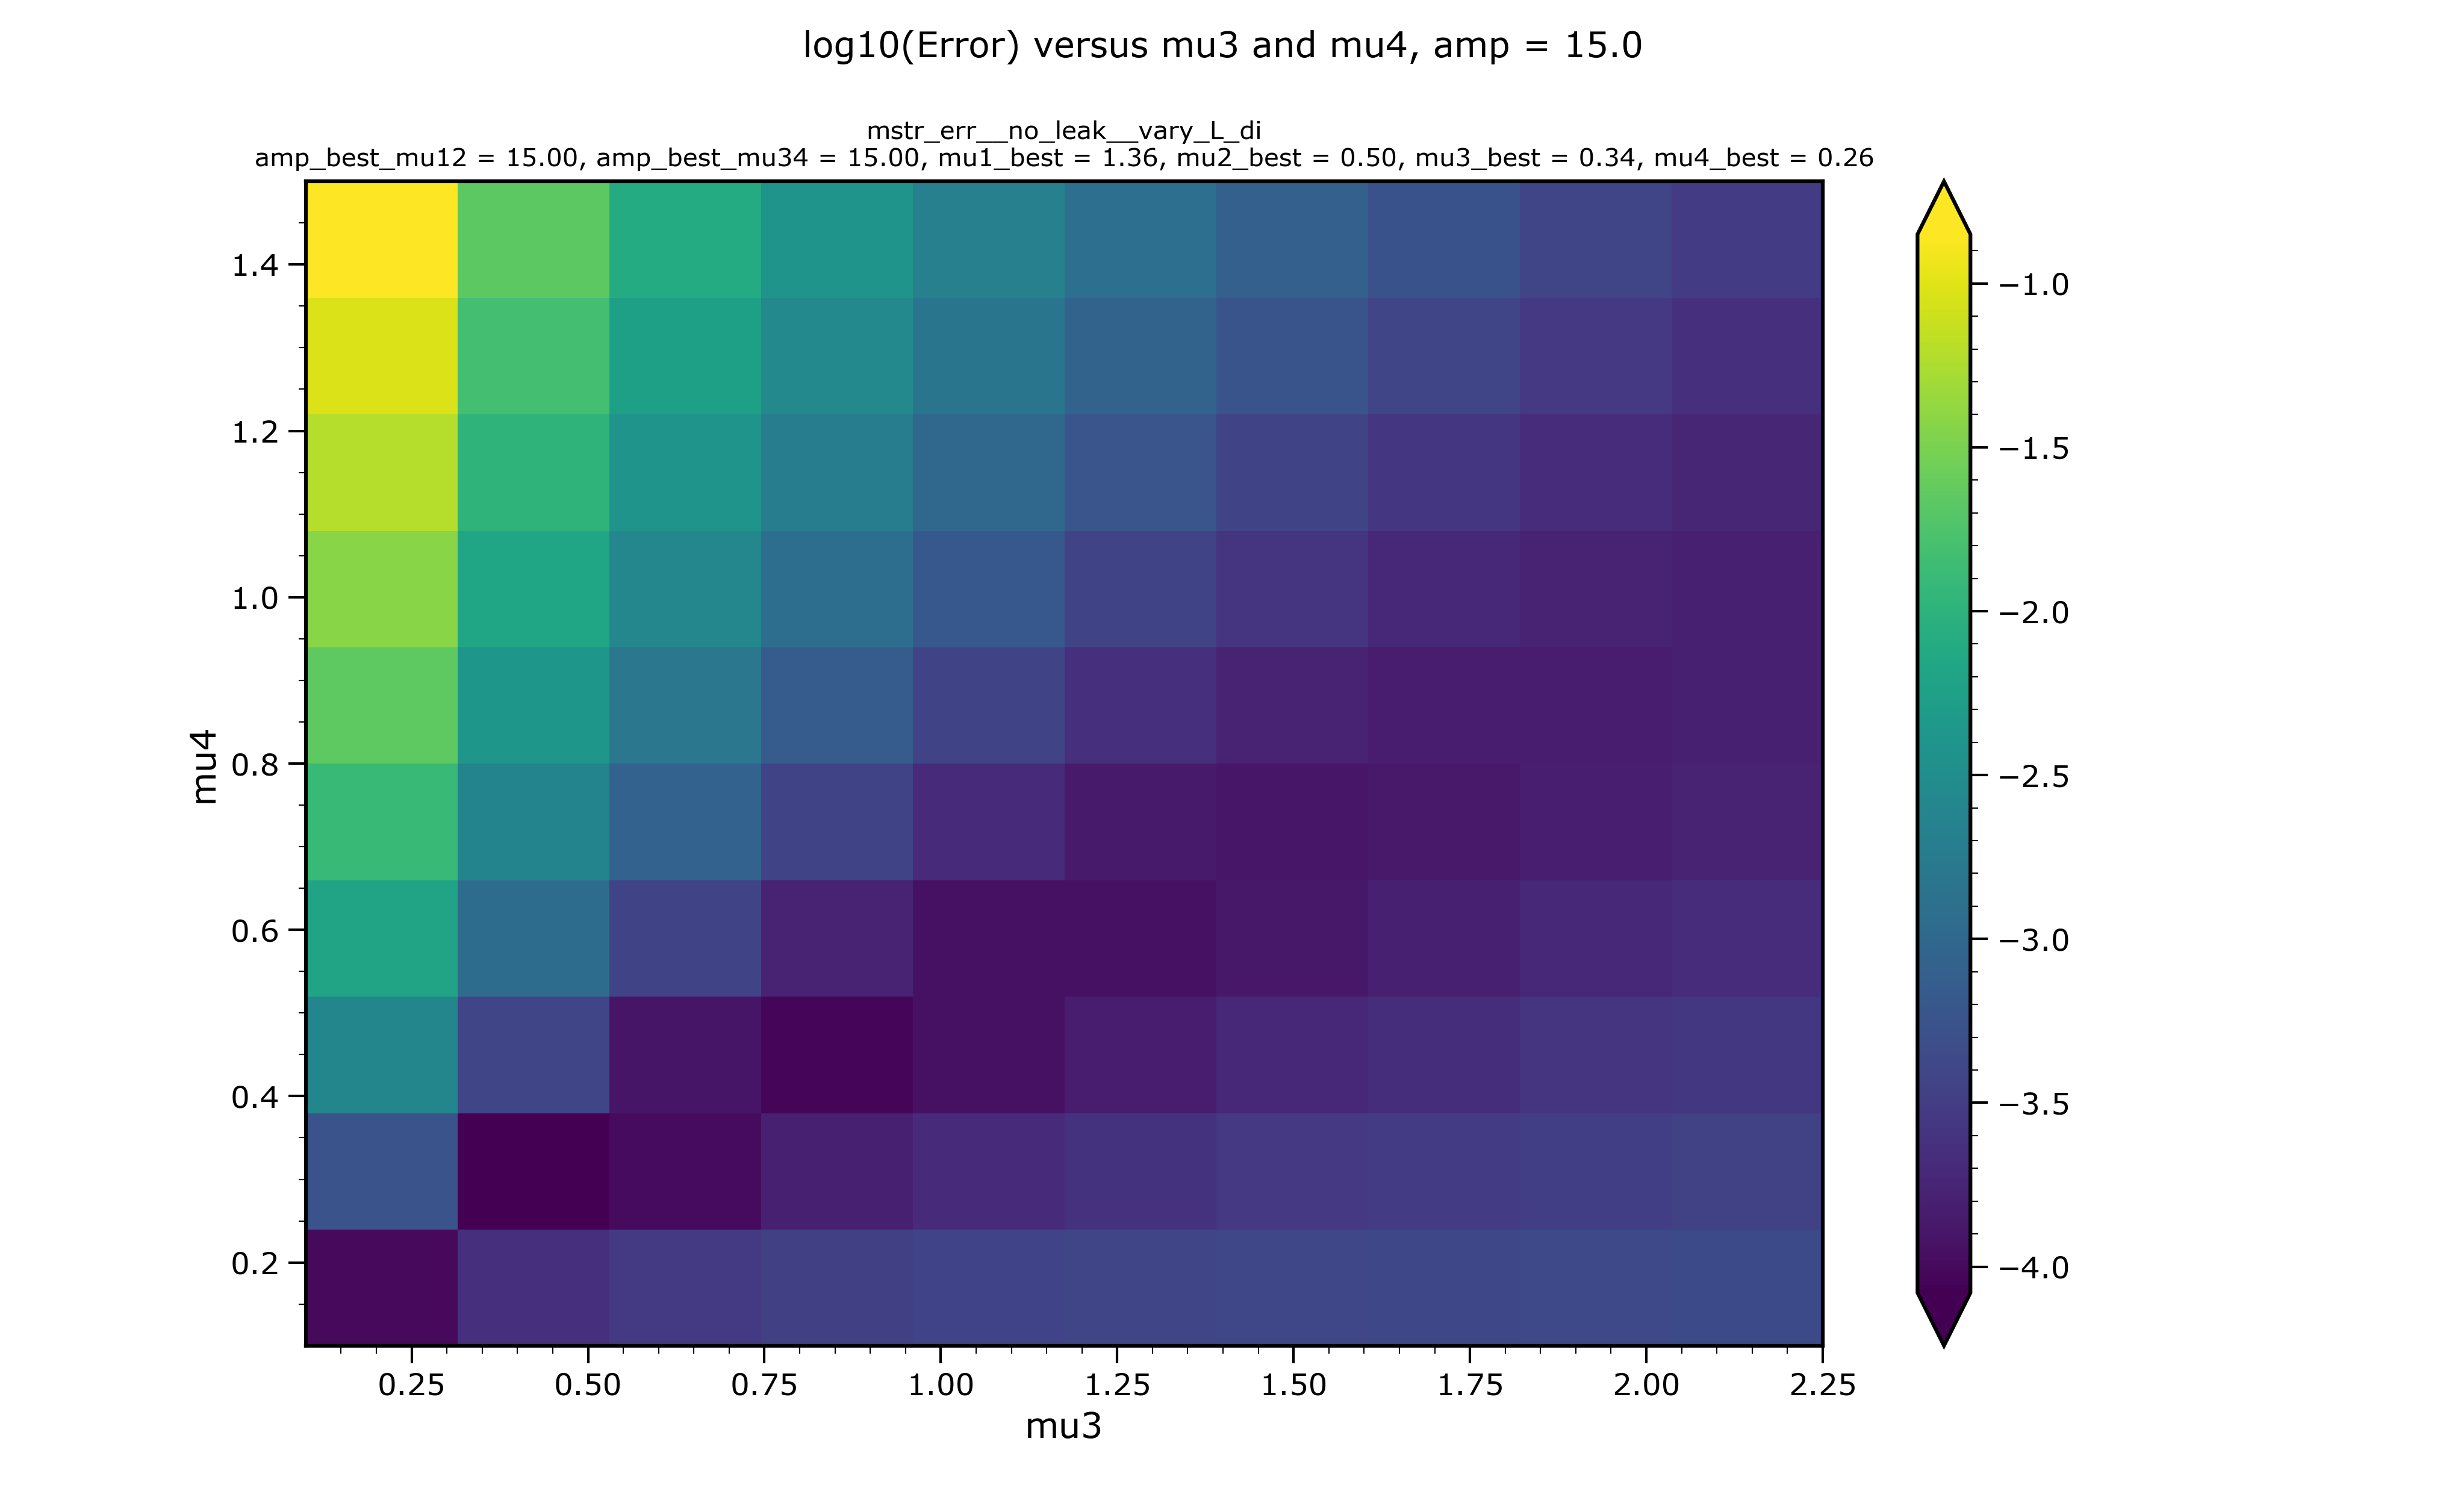 log10(Error) versus mu3 and mu4, amp = 15.0
mstr_err__no_leak__vary_L_di
amp_best_mu12 = 15.00, amp_best_mu34 = 15.00, mu1_best = 1.36, mu2_best = 0.50, mu3_best = 0.34, mu4_best = 0.26
mu4
1.4
1.2
1.0
0.8
0.6
0.4
0.2
0.25 0.50 0.75 1.00 1.25 1.50 1.75 2.00 2.25
mu3
−1.0
−1.5
−2.0
−2.5
−3.0
−3.5
−4.0